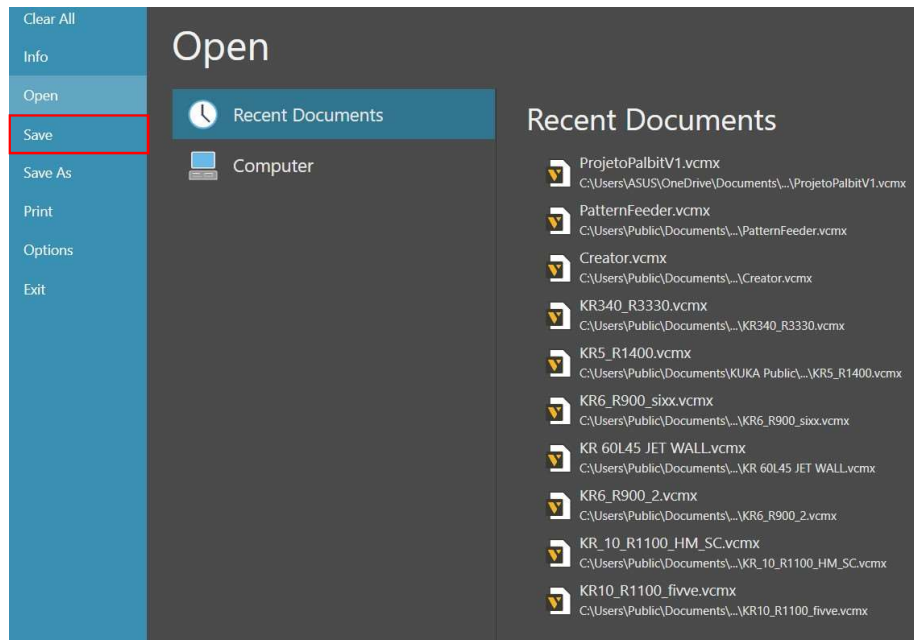 Clear All
Info
Open
Save
Save As
Print
Options
Exit
Open
Recent Documents
Computer
Recent Documents
ProjetoPalbitV1.vcmx
C:\Users\ASUS\OneDrive\Documents\...\ProjetoPalbitV1.vcmx
PatternFeeder.vcmx
C:\Users\Public\Documents\...\PatternFeeder.vcmx
Creator.vcmx
C:\Users\Public\Documents\...\Creator.vcmx
KR340_R3330.vcmx
C:\Users\Public\Documents\...\KR340_R3330.vcmx
KR5_R1400.vcmx
C:\Users\Public\Documents\KUKA Public\...\KR5_R1400.vcmx
KR6_R900_sixx.vcmx
C:\Users\Public\Documents\...\KR6_R900_sixx.vcmx
KR 60L45 JET WALL.vcmx
C:\Users\Public\Documents\...\KR 60L45 JET WALL.vcmx
KR6_R900_2.vcmx
C:\Users\Public\Documents\...\KR6_R900_2.vcmx
KR_10_R1100_HM_SC.vcmx
C:\Users\Public\Documents\...\KR_10_R1100_HM_SC.vcmx
KR10_R1100_fivve.vcmx
C:\Users\Public\Documents\...\KR10_R1100_fivve.vcmx